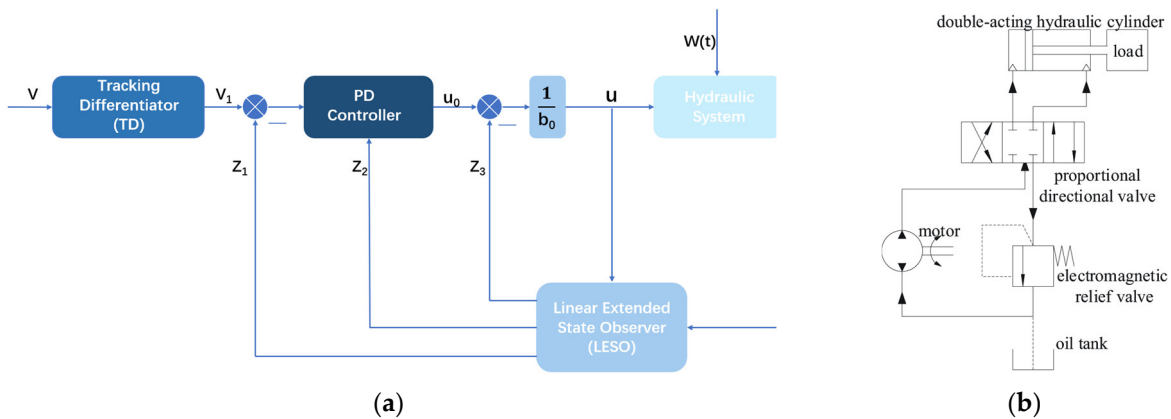 V
Tracking
Differentiator
(TD)
V₁
PD
Controller
u₀
1
b₀
u
W(t)
Hydraulic
System
Z₁
Z₂
Z₃
Linear Extended
State Observer
(LESO)
(a)
double-acting hydraulic cylinder
load
proportional
directional valve
motor
electromagnetic
relief valve
oil tank
(b)